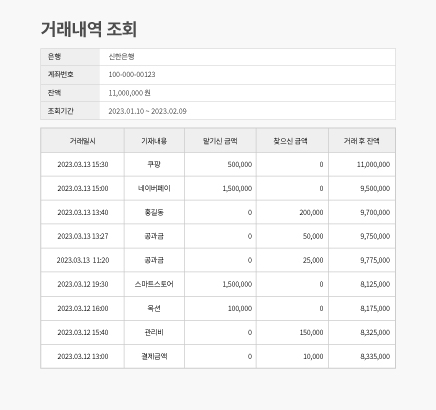 거래내역 조회
은행 신한은행
계좌번호 100-000-00123
잔액 11,000,000 원
조회기간 2023.01.10 ~ 2023.02.09
거래일시 기재내용 맡기신 금액 찾으신 금액 거래 후 잔액
2023.03.13 15:30 쿠팡 500,000 0 11,000,000
2023.03.13 15:00 네이버페이 1,500,000 0 9,500,000
2023.03.13 13:40 홍길동 0 200,000 9,700,000
2023.03.13 13:27 공과금 0 50,000 9,750,000
2023.03.13 11:20 공과금 0 25,000 9,775,000
2023.03.12 19:30 스마트스토어 1,500,000 0 8,125,000
2023.03.12 16:00 옥션 100,000 0 8,175,000
2023.03.12 15:40 관리비 0 150,000 8,325,000
2023.03.12 13:00 결제금액 0 10,000 8,335,000